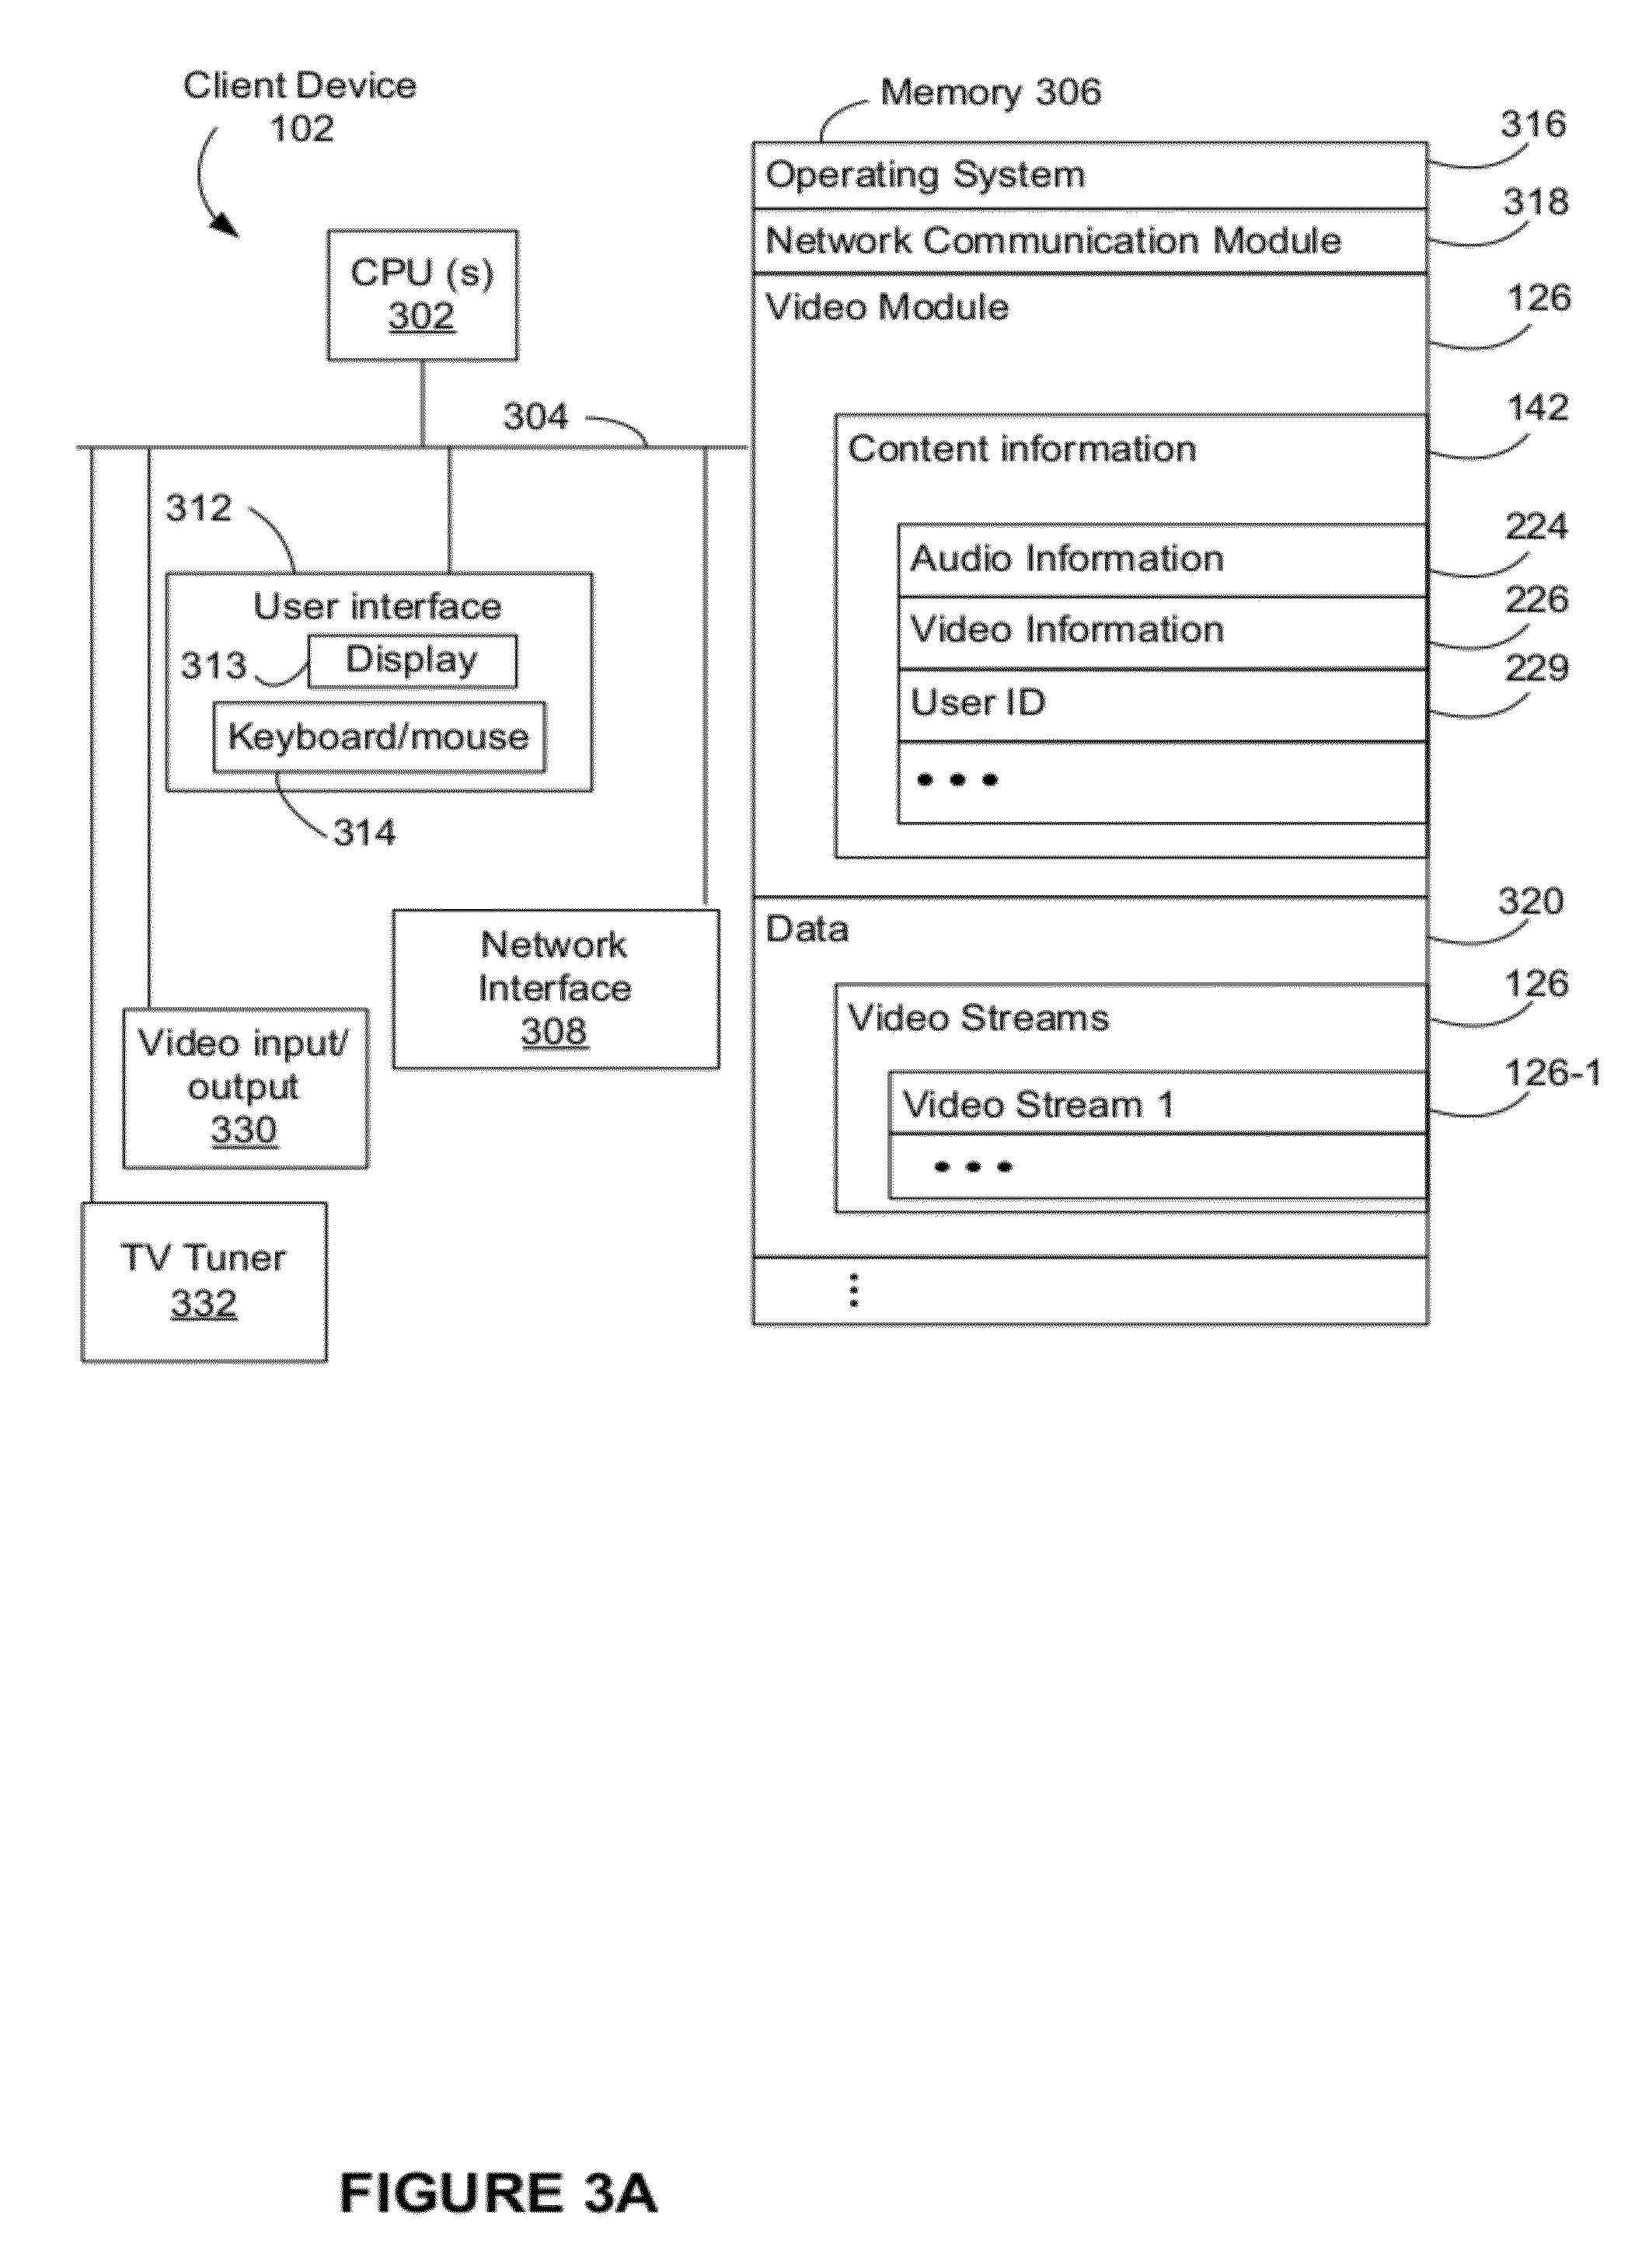 Client Device
102
CPU (s)
302
304
312
User interface
Display
313
Keyboard/mouse
314
Network
Interface
308
Video input/
output
330
TV Tuner
332
Memory 306
Operating System
316
Network Communication Module
318
Video Module
126
Content information
142
Audio Information
224
Video Information
226
User ID
229
• • •
Data
320
Video Streams
126
Video Stream 1
126-1
• • •
⋮
FIGURE 3A